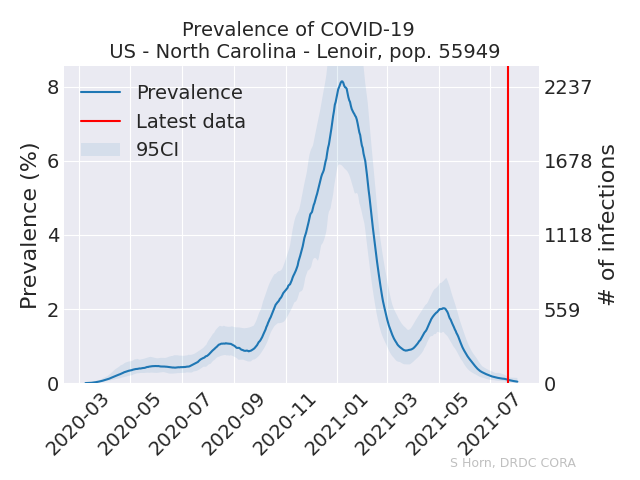 Prevalence of COVID-19
US - North Carolina - Lenoir, pop. 55949
Prevalence
Latest data
95CI
Prevalence (%)
8
6
4
2
0
2237
1678
1118
559
0
# of infections
2020-03
2020-05
2020-07
2020-09
2020-11
2021-01
2021-03
2021-05
2021-07
S Horn, DRDC CORA